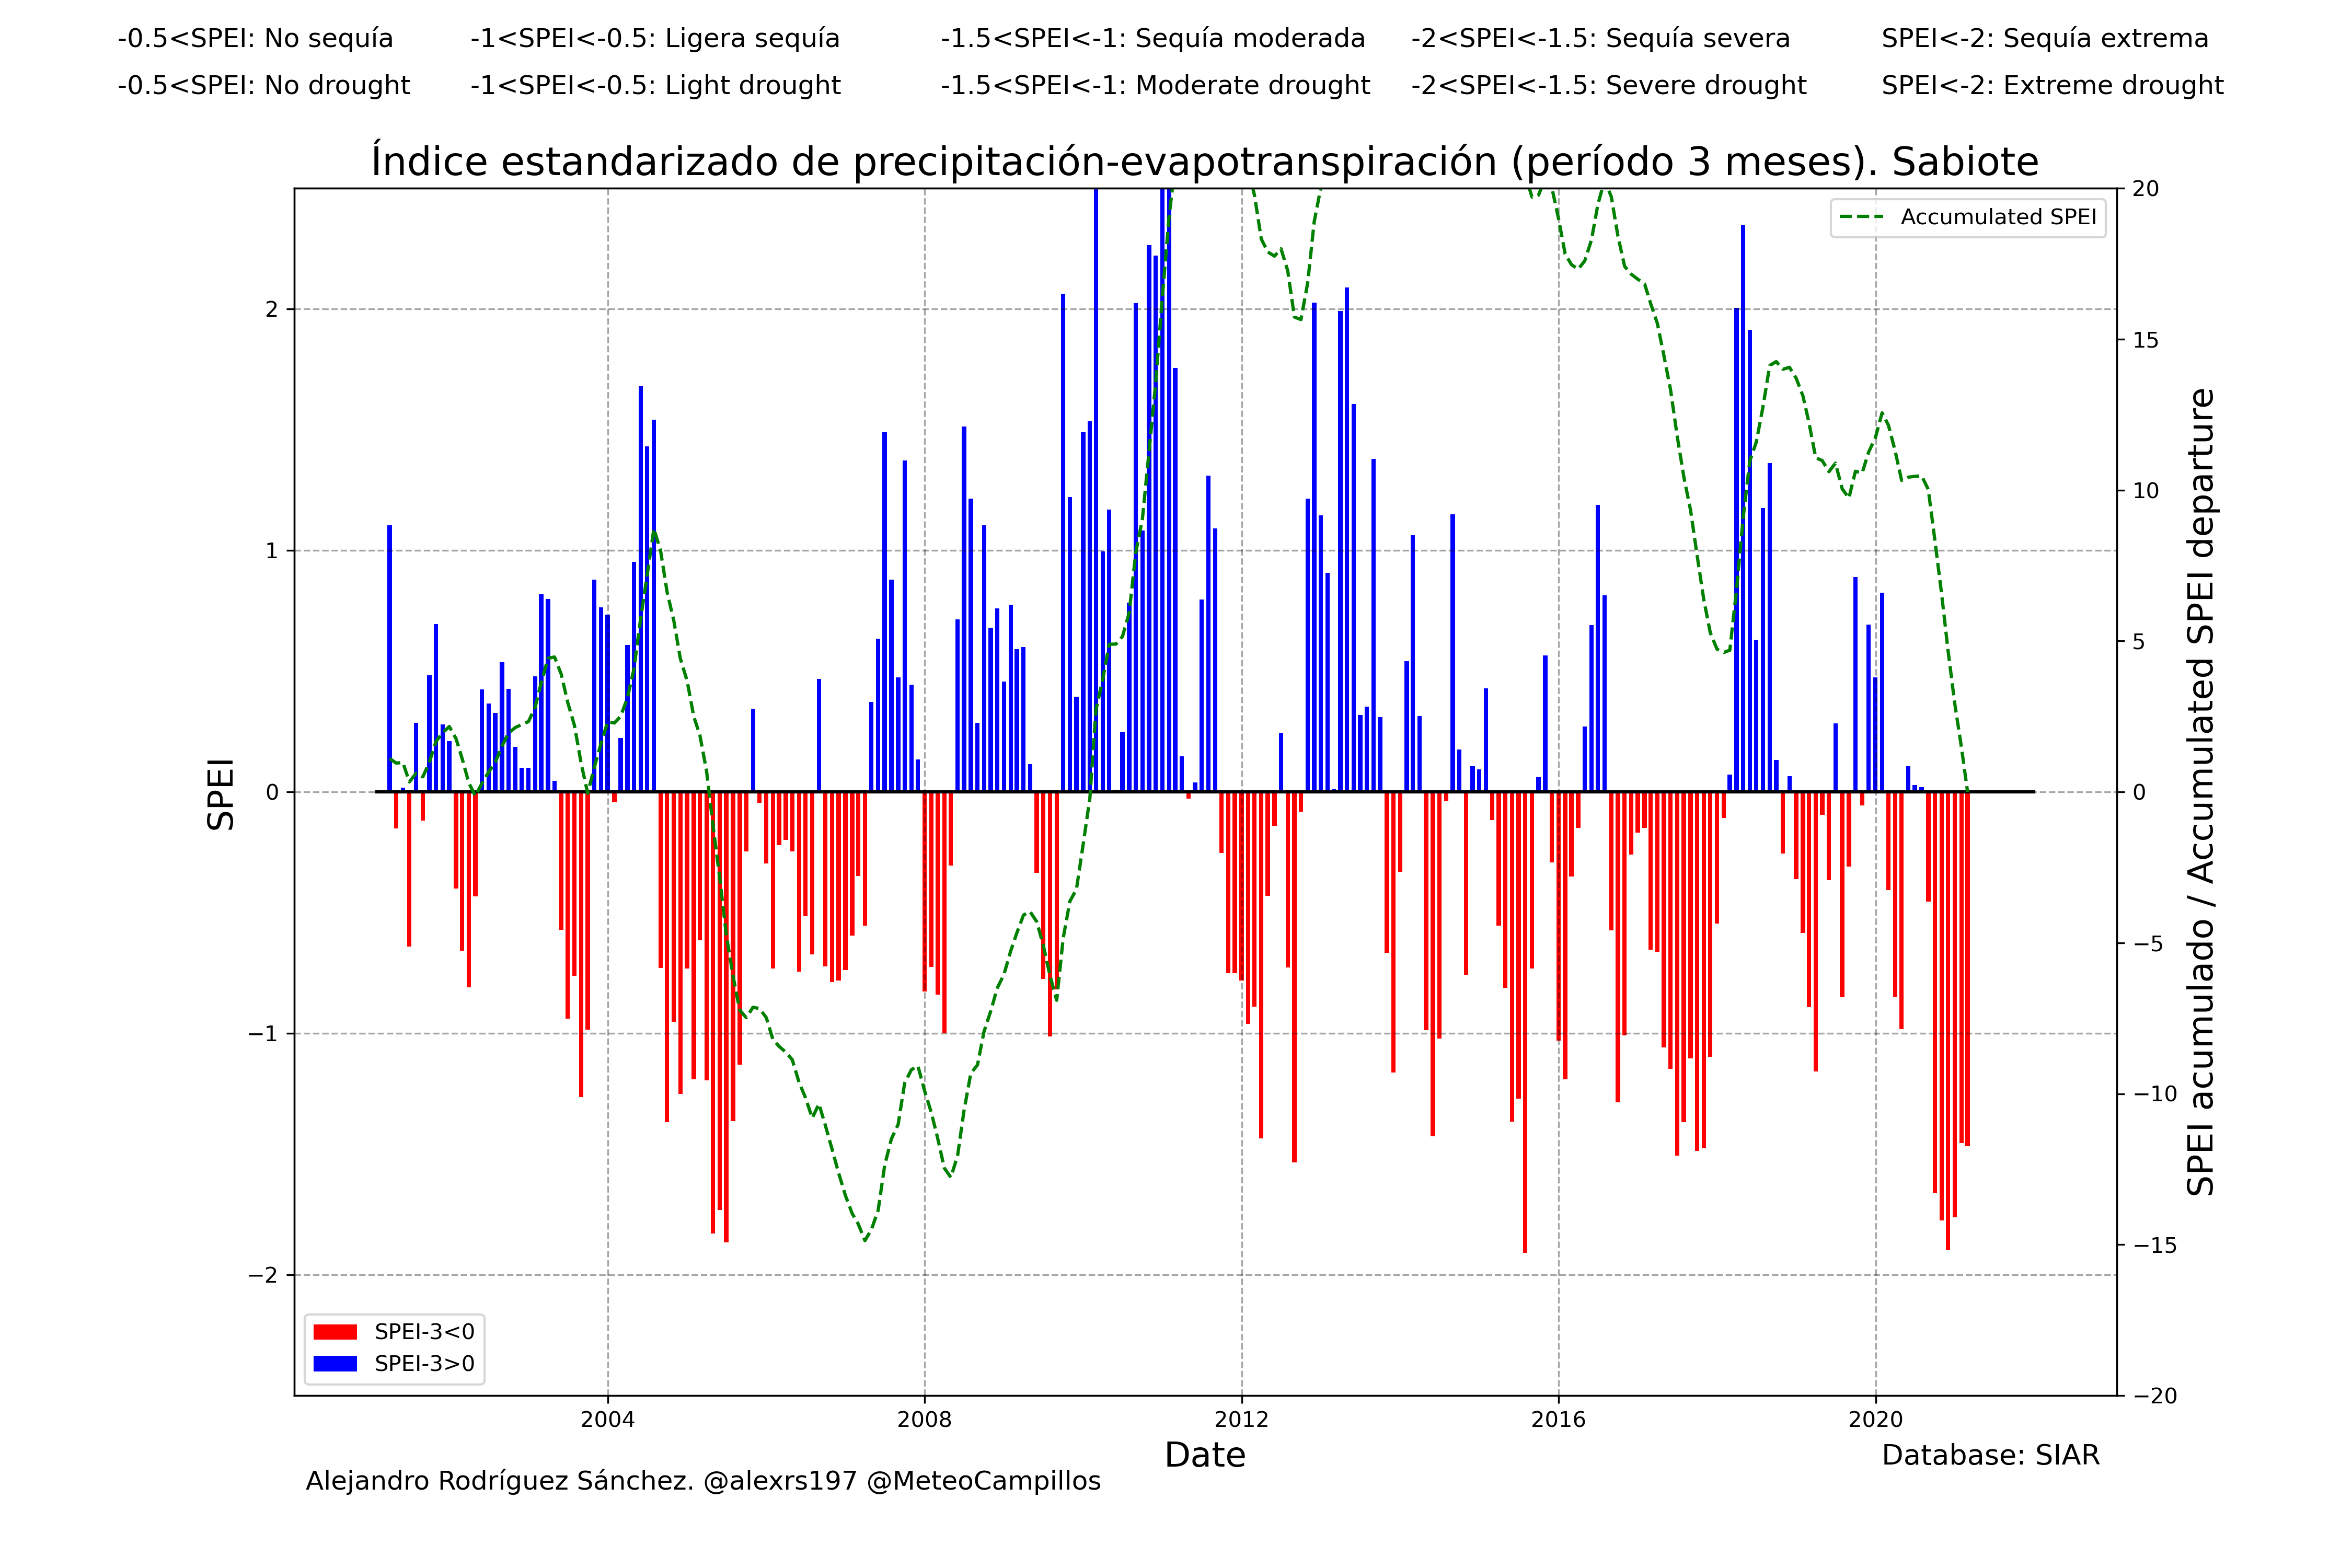 -0.5<SPEI: No sequía
-1<SPEI<-0.5: Ligera sequía
-1.5<SPEI<-1: Sequía moderada
-2<SPEI<-1.5: Sequía severa
SPEI<-2: Sequía extrema
-0.5<SPEI: No drought
-1<SPEI<-0.5: Light drought
-1.5<SPEI<-1: Moderate drought
-2<SPEI<-1.5: Severe drought
SPEI<-2: Extreme drought
Índice estandarizado de precipitación-evapotranspiración (período 3 meses). Sabiote
SPEI
2
1
0
−1
−2
Accumulated SPEI
SPEI-3<0
SPEI-3>0
20
15
10
5
0
−5
−10
−15
−20
SPEI acumulado / Accumulated SPEI departure
2004
2008
2012
2016
2020
Date
Database: SIAR
Alejandro Rodríguez Sánchez. @alexrs197 @MeteoCampillos